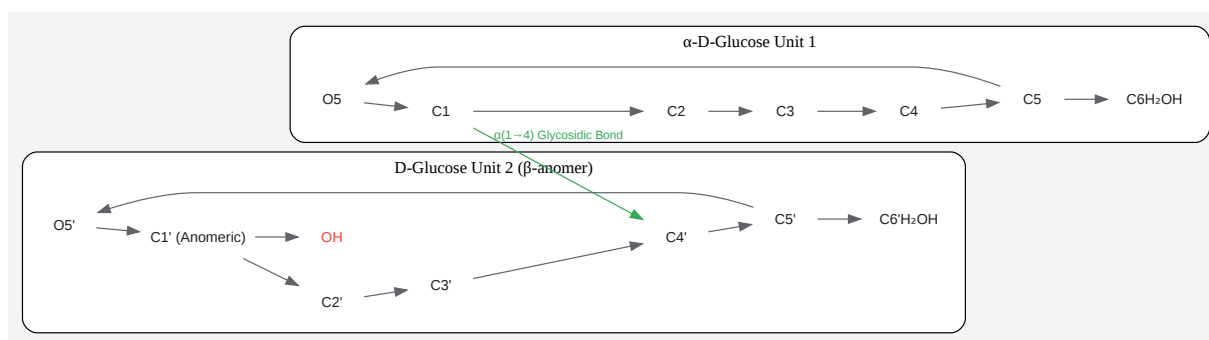 α-D-Glucose Unit 1
O5
C1
C2
C3
C4
C5
C6H₂OH
α(1→4) Glycosidic Bond
D-Glucose Unit 2 (β-anomer)
O5'
C1' (Anomeric)
OH
C2'
C3'
C4'
C5'
C6'H₂OH